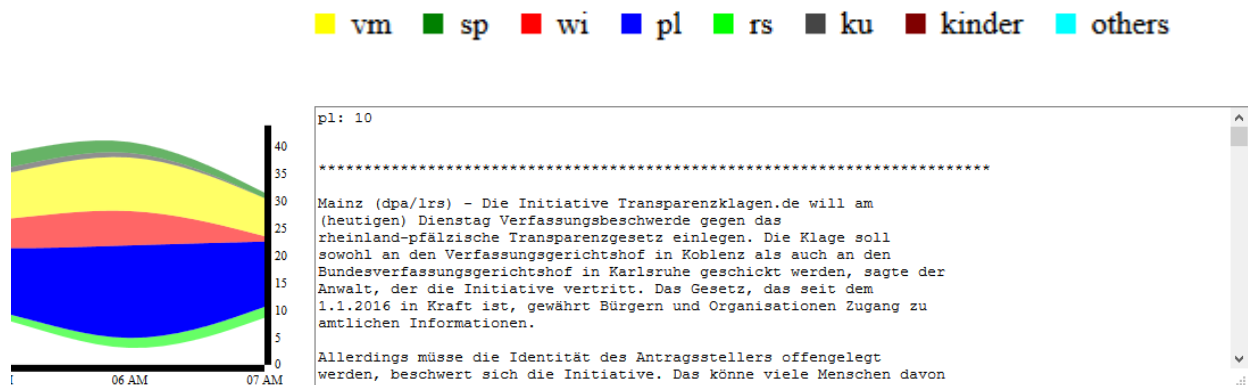 vm sp wi pl rs ku kinder others
pl: 10
**************************************************************************
Mainz (dpa/lrs) - Die Initiative Transparenzklagen.de will am
(heutigen) Dienstag Verfassungsbeschwerde gegen das
rheinland-pfälzische Transparenzgesetz einlegen. Die Klage soll
sowohl an den Verfassungsgerichtshof in Koblenz als auch an den
Bundesverfassungsgerichtshof in Karlsruhe geschickt werden, sagte der
Anwalt, der die Initiative vertritt. Das Gesetz, das seit dem
1.1.2016 in Kraft ist, gewährt Bürgern und Organisationen Zugang zu
amtlichen Informationen.
Allerdings müsse die Identität des Antragsstellers offengelegt
werden, beschwert sich die Initiative. Das könne viele Menschen davon
40
35
30
25
20
15
10
5
0
06 AM 07 AM